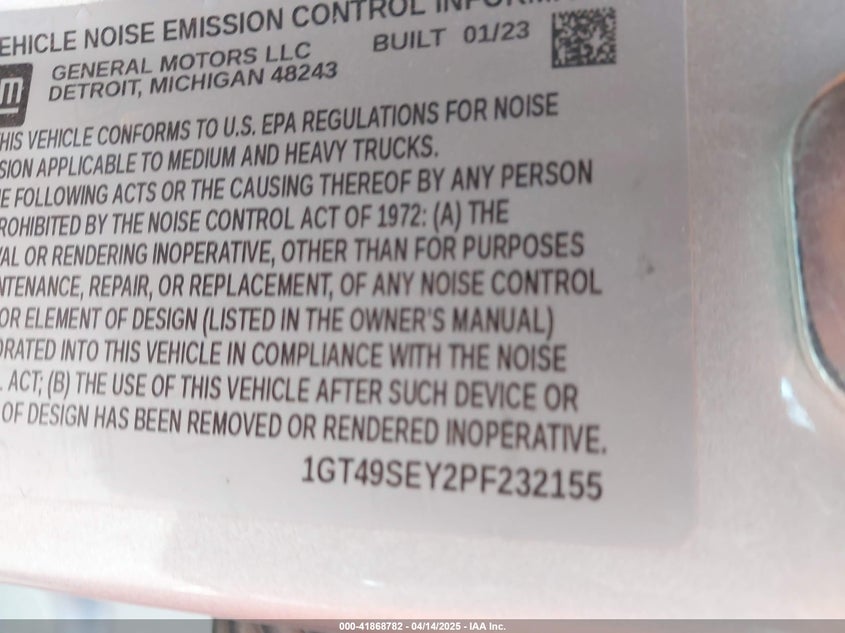 EHICLE NOISE EMISSION CONTROL INFORM
GENERAL MOTORS LLC BUILT 01/23
DETROIT, MICHIGAN 48243
gm
HIS VEHICLE CONFORMS TO U.S. EPA REGULATIONS FOR NOISE
SION APPLICABLE TO MEDIUM AND HEAVY TRUCKS.
E FOLLOWING ACTS OR THE CAUSING THEREOF BY ANY PERSON
ROHIBITED BY THE NOISE CONTROL ACT OF 1972: (A) THE
VAL OR RENDERING INOPERATIVE, OTHER THAN FOR PURPOSES
NTENANCE, REPAIR, OR REPLACEMENT, OF ANY NOISE CONTROL
OR ELEMENT OF DESIGN (LISTED IN THE OWNER'S MANUAL)
ORATED INTO THIS VEHICLE IN COMPLIANCE WITH THE NOISE
L ACT; (B) THE USE OF THIS VEHICLE AFTER SUCH DEVICE OR
OF DESIGN HAS BEEN REMOVED OR RENDERED INOPERATIVE.
1GT49SEY2PF232155
000-41868782 - 04/14/2025 - IAA Inc.